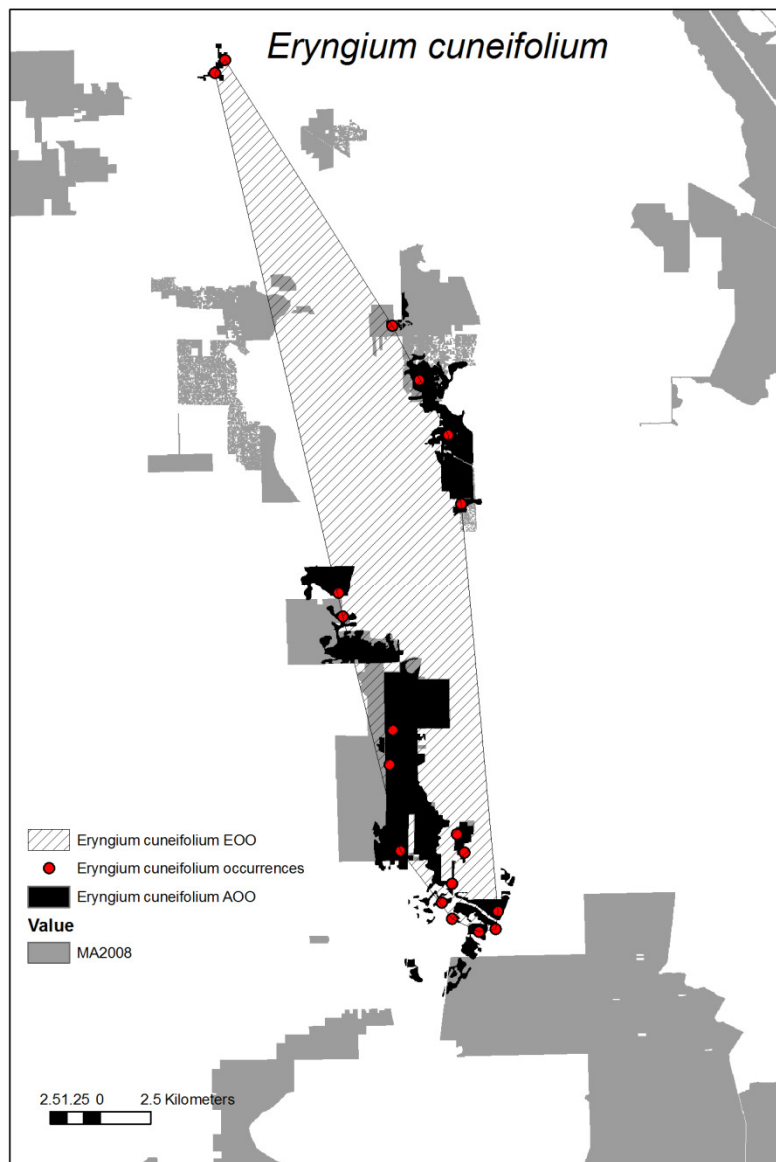 Eryngium cuneifolium
Eryngium cuneifolium EOO
Eryngium cuneifolium occurrences
Eryngium cuneifolium AOO
Value
MA2008
2.51.25 0 2.5 Kilometers